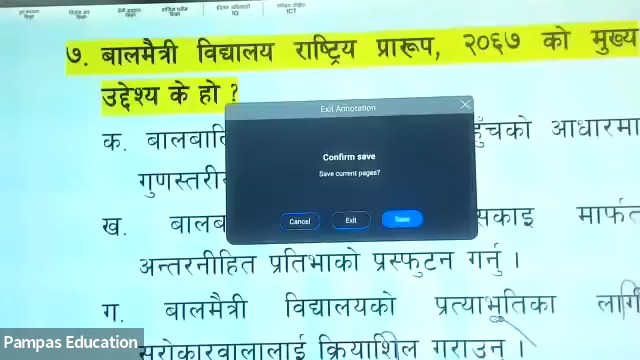 ICT
७. बालमैत्री विद्यालय राष्ट्रिय प्रारूप, २०६७ को मुख्य
उद्देश्य के हो ?
Exit Annotation
क. बालबालि
हुँचको आधारमा
Confirm save
Save current pages?
गुणस्तरी
Cancel Exit Save
ख. बालब
सकाइ मार्फत
अन्तरनीहित प्रतिभाको प्रस्फुटन गर्नु ।
ग. बालमैत्री विद्यालयको प्रत्याभूतिका लागि
सरोकारवालालाई क्रियाशिल गराउन ।
Pampas Education